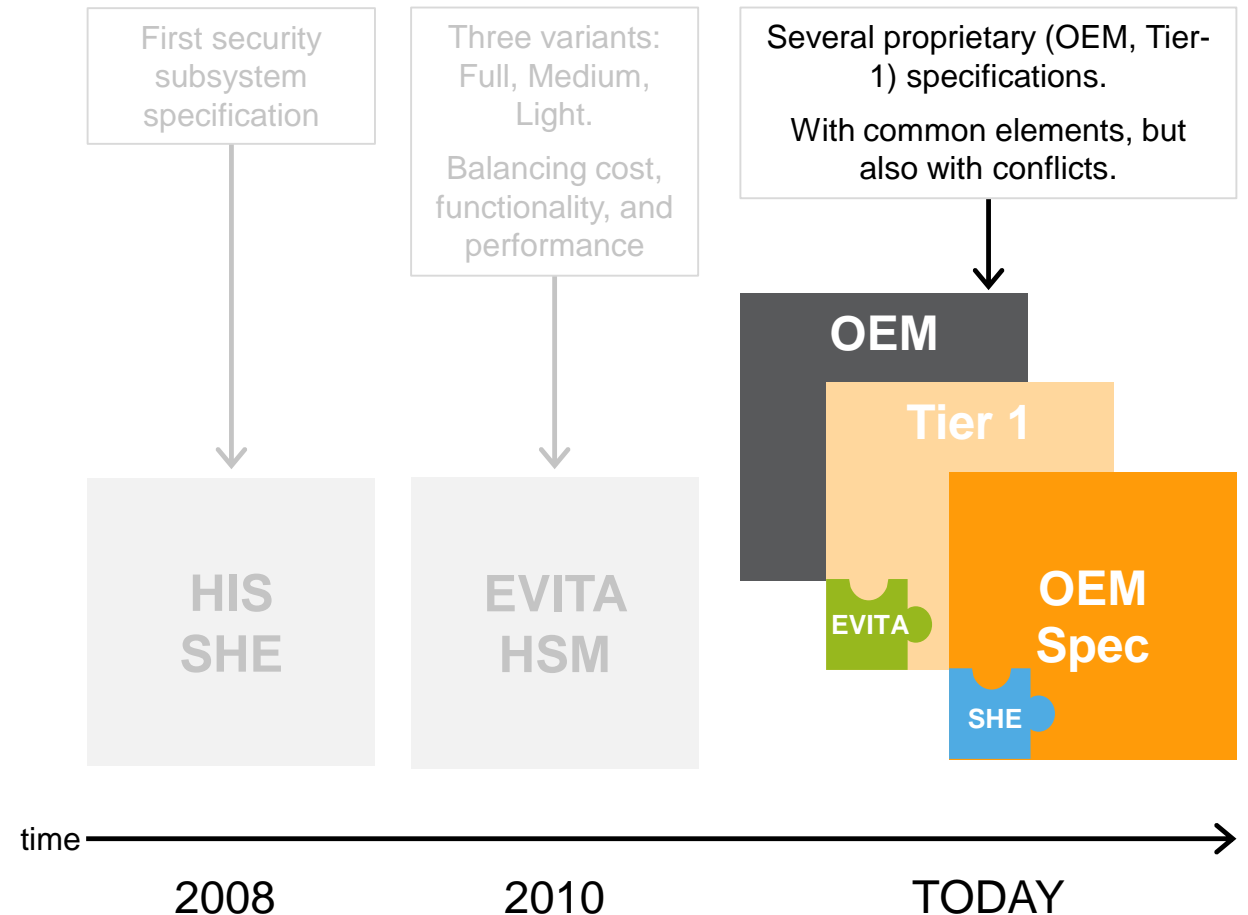 First security
subsystem
specification
Three variants:
Full, Medium,
Light.
Balancing cost,
functionality, and
performance
Several proprietary (OEM, Tier-
1) specifications.
With common elements, but
also with conflicts.
HIS
SHE
EVITA
HSM
OEM
Tier 1
EVITA
OEM
Spec
SHE
time
2008
2010
TODAY